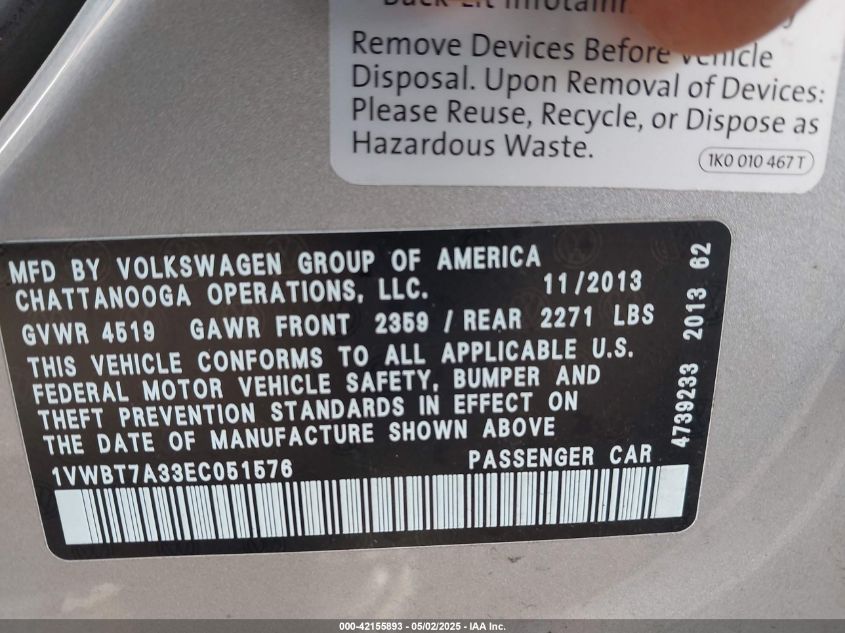 Back-Lit
Remove Devices Before Vehicle
Disposal. Upon Removal of Devices:
Please Reuse, Recycle, or Dispose as
Hazardous Waste.
1K0 010 467 T
MFD BY VOLKSWAGEN GROUP OF AMERICA
CHATTANOOGA OPERATIONS, LLC. 11/2013
GVWR 4519 GAWR FRONT 2359 / REAR 2271 LBS
THIS VEHICLE CONFORMS TO ALL APPLICABLE U.S.
FEDERAL MOTOR VEHICLE SAFETY, BUMPER AND
THEFT PREVENTION STANDARDS IN EFFECT ON
THE DATE OF MANUFACTURE SHOWN ABOVE
1VWBT7A33EC051576 PASSENGER CAR
4739233 2013 62
000-42155893 - 05/02/2025 - IAA Inc.